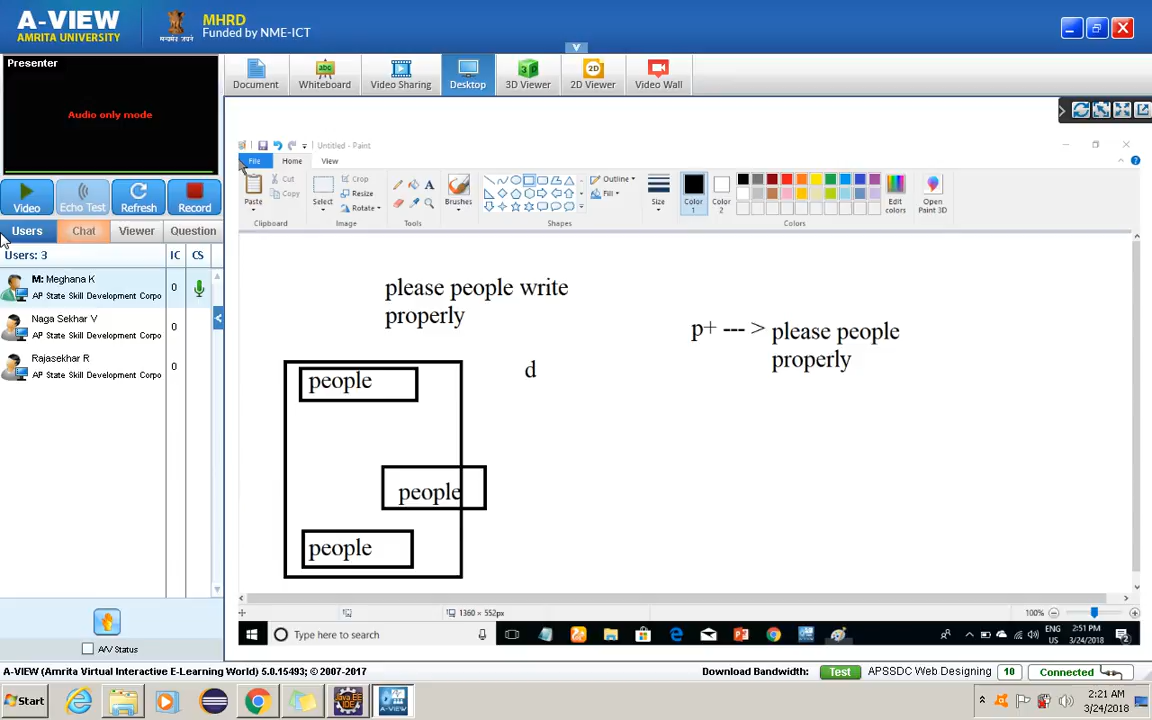 A-VIEW
AMRITA UNIVERSITY
MHRD
Funded by NME-ICT
Presenter
Audio only mode
Document
Whiteboard
Video Sharing
Desktop
3D Viewer
2D Viewer
Video Wall
Video
Echo Test
Refresh
Record
Users
Chat
Viewer
Question
Users: 3
IC
CS
M: Meghana K
AP State Skill Development Corpo
0
Naga Sekhar V
AP State Skill Development Corpo
0
Rajasekhar R
AP State Skill Development Corpo
0
A/V Status
Untitled - Paint
File
Home
View
Paste
Cut
Copy
Clipboard
Select
Crop
Resize
Rotate
Image
Tools
Brushes
Shapes
Outline
Fill
Size
Color
1
Color
2
Colors
Edit
colors
Open
Paint 3D
please people write
properly
p+ --- >
please people
properly
d
people
people
people
1360 × 552px
100%
Type here to search
ENG
US
2:51 PM
3/24/2018
A-VIEW (Amrita Virtual Interactive E-Learning World) 5.0.15493; © 2007-2017
Download Bandwidth:
Test
APSSDC Web Designing
10
Connected
Start
2:21 AM
3/24/2018